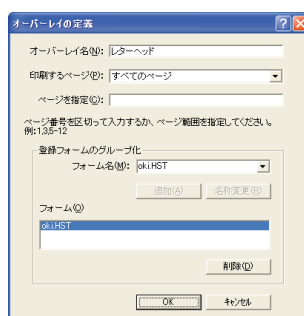 オーバーレイの定義
オーバーレイ名(N): レターヘッド
印刷するページ(P): すべてのページ
ページを指定(C):
ページ番号を区切って入力するか、ページ範囲を指定してください。
例:1,3,5-12
登録フォームのグループ化
フォーム名(M): oki.HST
追加(A) 名称変更(R)
フォーム(O)
oki.HST
削除(D)
OK キャンセル